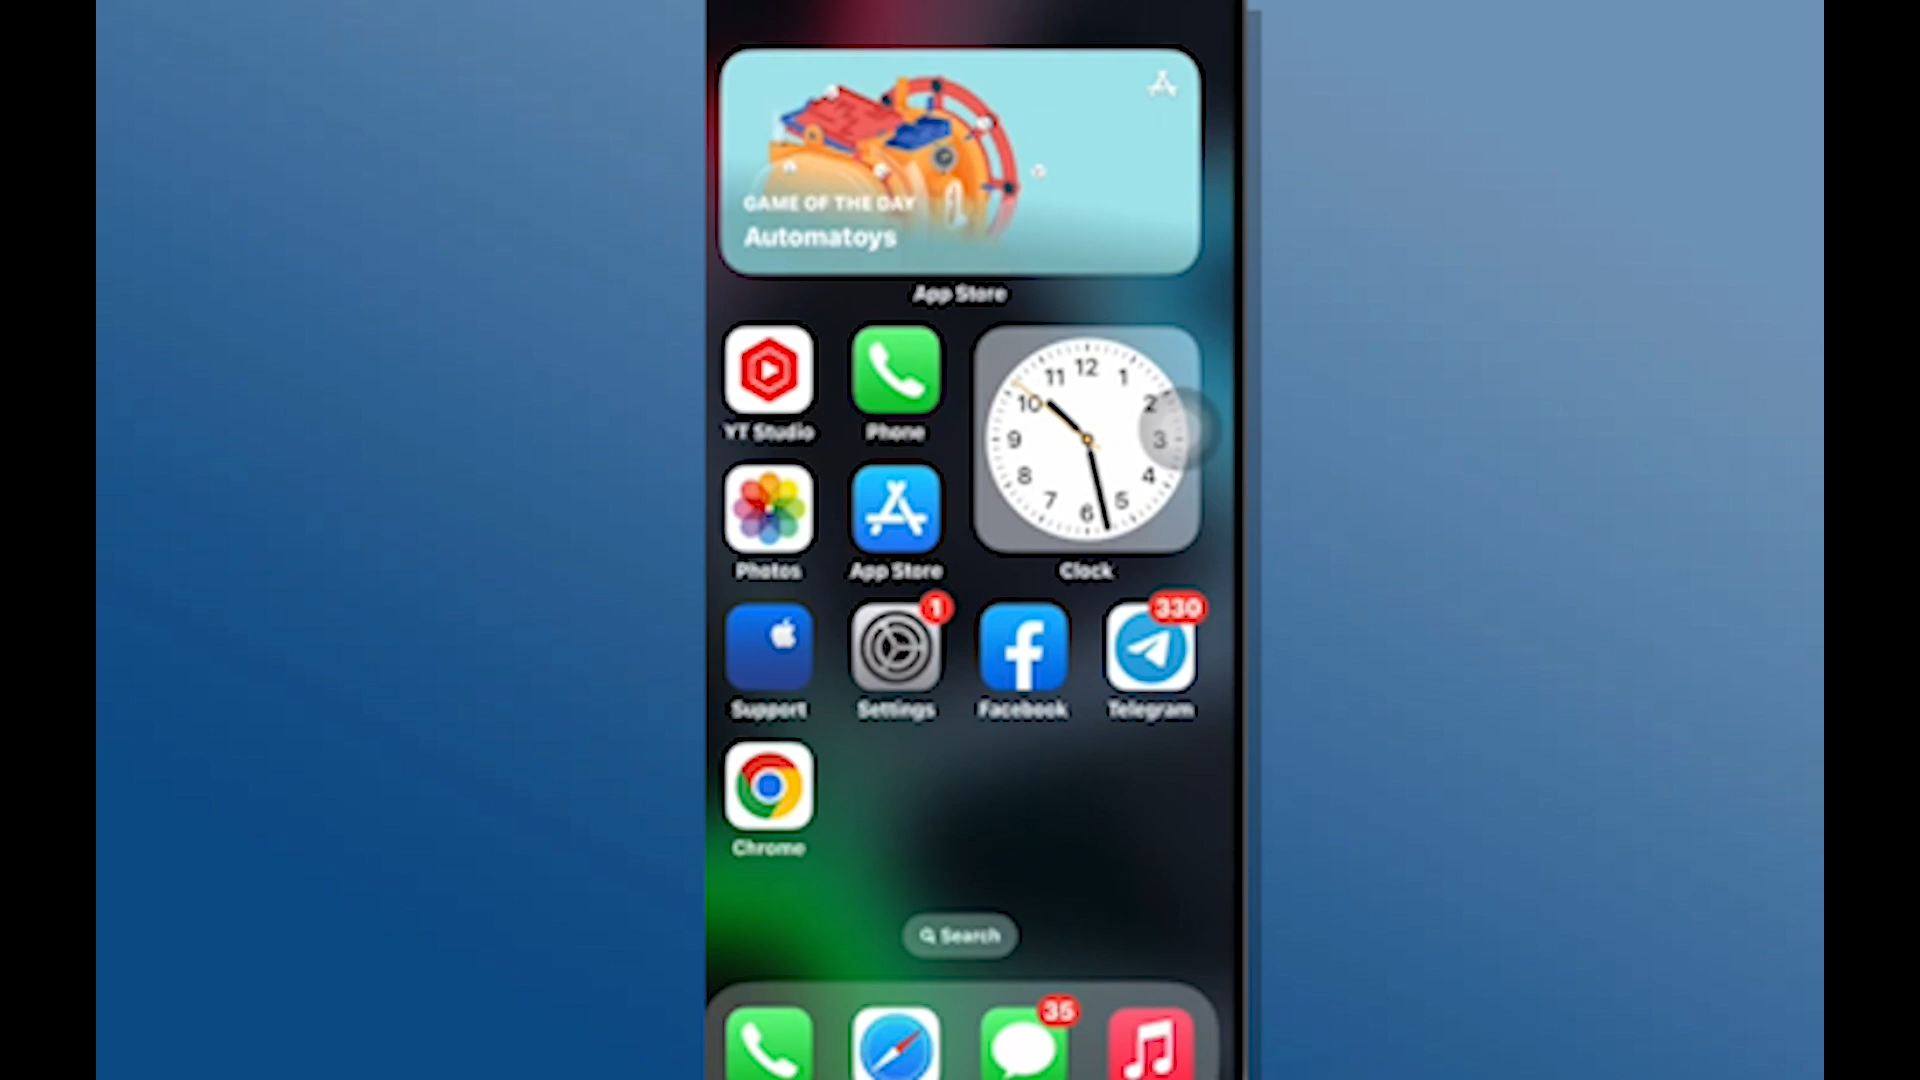 GAME OF THE DAY
Automatoys
App Store
YT Studio
Phone
12
11
1
10
2
9
3
8
4
7
5
6
Photos
App Store
Clock
1
330
Support
Settings
Facebook
Telegram
Chrome
Search
35